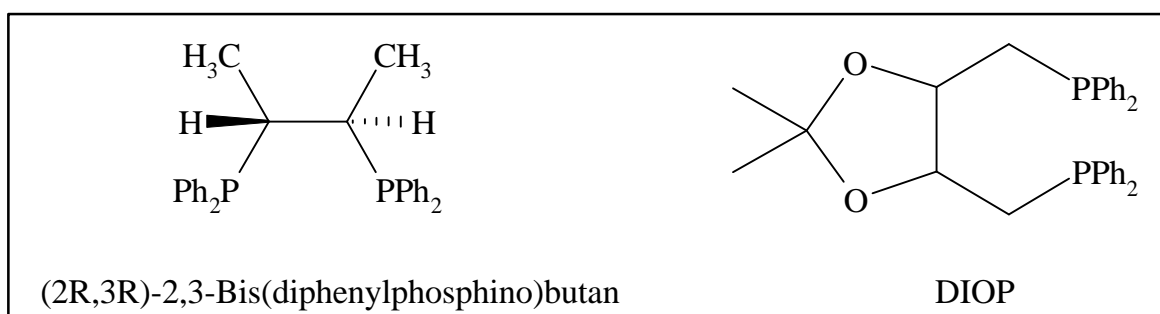 H₃C CH₃
O
PPh₂
H H
Ph₂P PPh₂
PPh₂
O
(2R,3R)-2,3-Bis(diphenylphosphino)butan DIOP